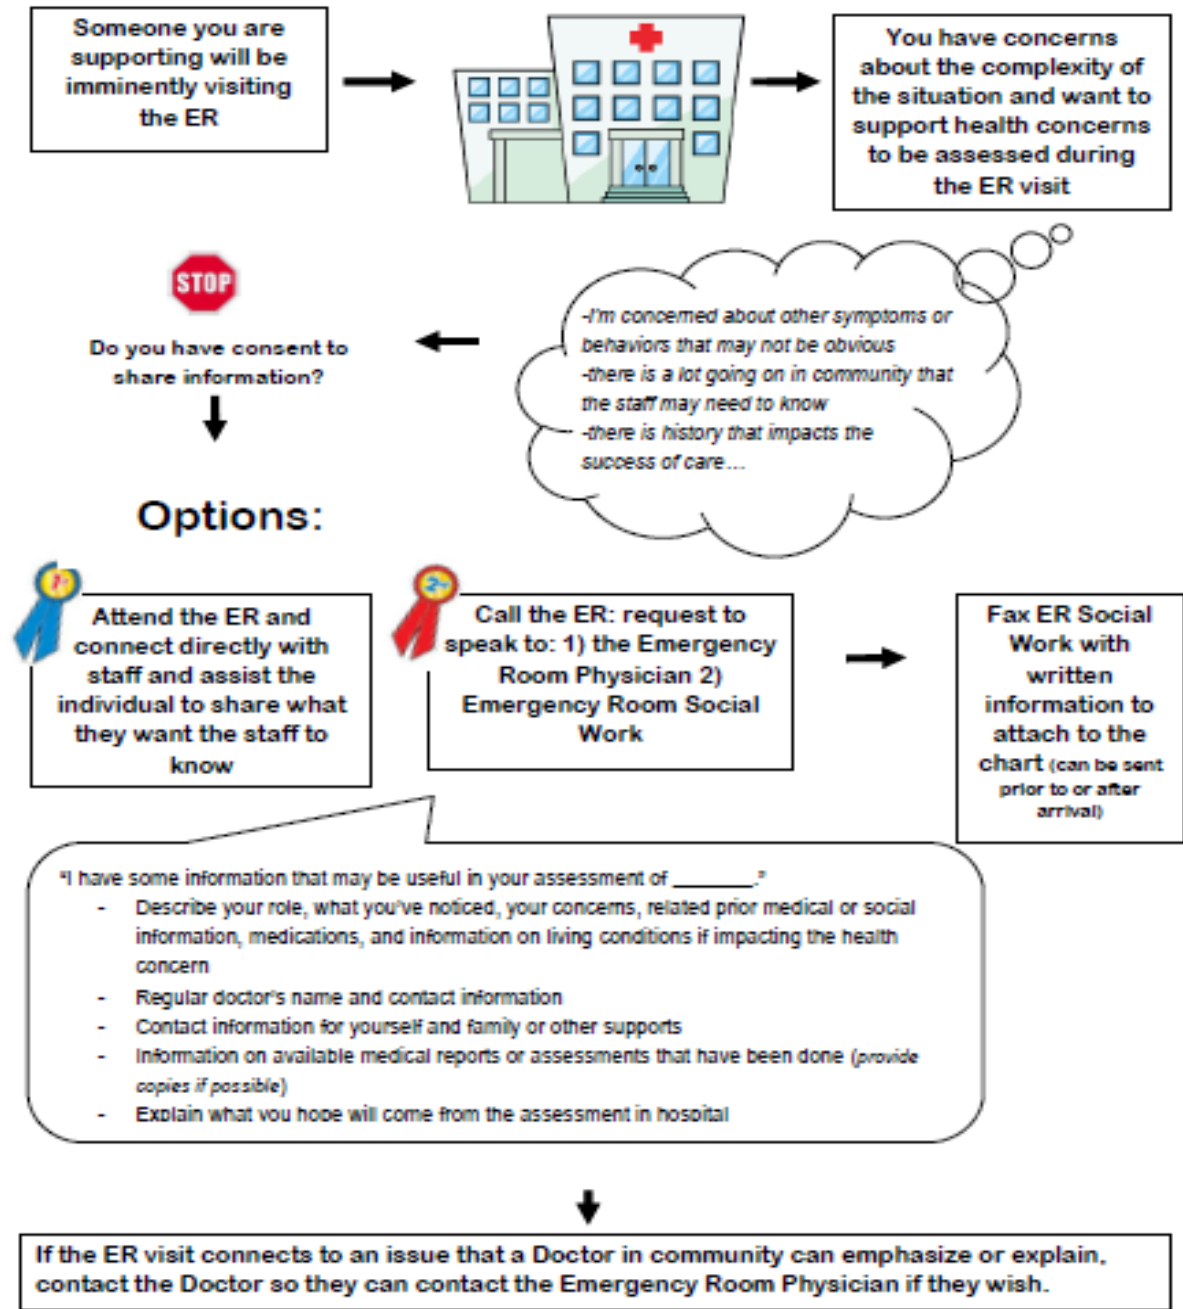 Someone you are
supporting will be
imminently visiting
the ER
You have concerns
about the complexity of
the situation and want to
support health concerns
to be assessed during
the ER visit
-I'm concerned about other symptoms or
behaviors that may not be obvious
-there is a lot going on in community that
the staff may need to know
-there is history that impacts the
success of care...
STOP
Do you have consent to
share information?
Options:
1st
Attend the ER and
connect directly with
staff and assist the
individual to share what
they want the staff to
know
2nd
Call the ER: request to
speak to: 1) the Emergency
Room Physician 2)
Emergency Room Social
Work
Fax ER Social
Work with
written
information to
attach to the
chart (can be sent
prior to or after
arrival)
"I have some information that may be useful in your assessment of _______."
- Describe your role, what you've noticed, your concerns, related prior medical or social
information, medications, and information on living conditions if impacting the health
concern
- Regular doctor's name and contact information
- Contact information for yourself and family or other supports
- Information on available medical reports or assessments that have been done (provide
copies if possible)
- Explain what you hope will come from the assessment in hospital
If the ER visit connects to an issue that a Doctor in community can emphasize or explain,
contact the Doctor so they can contact the Emergency Room Physician if they wish.